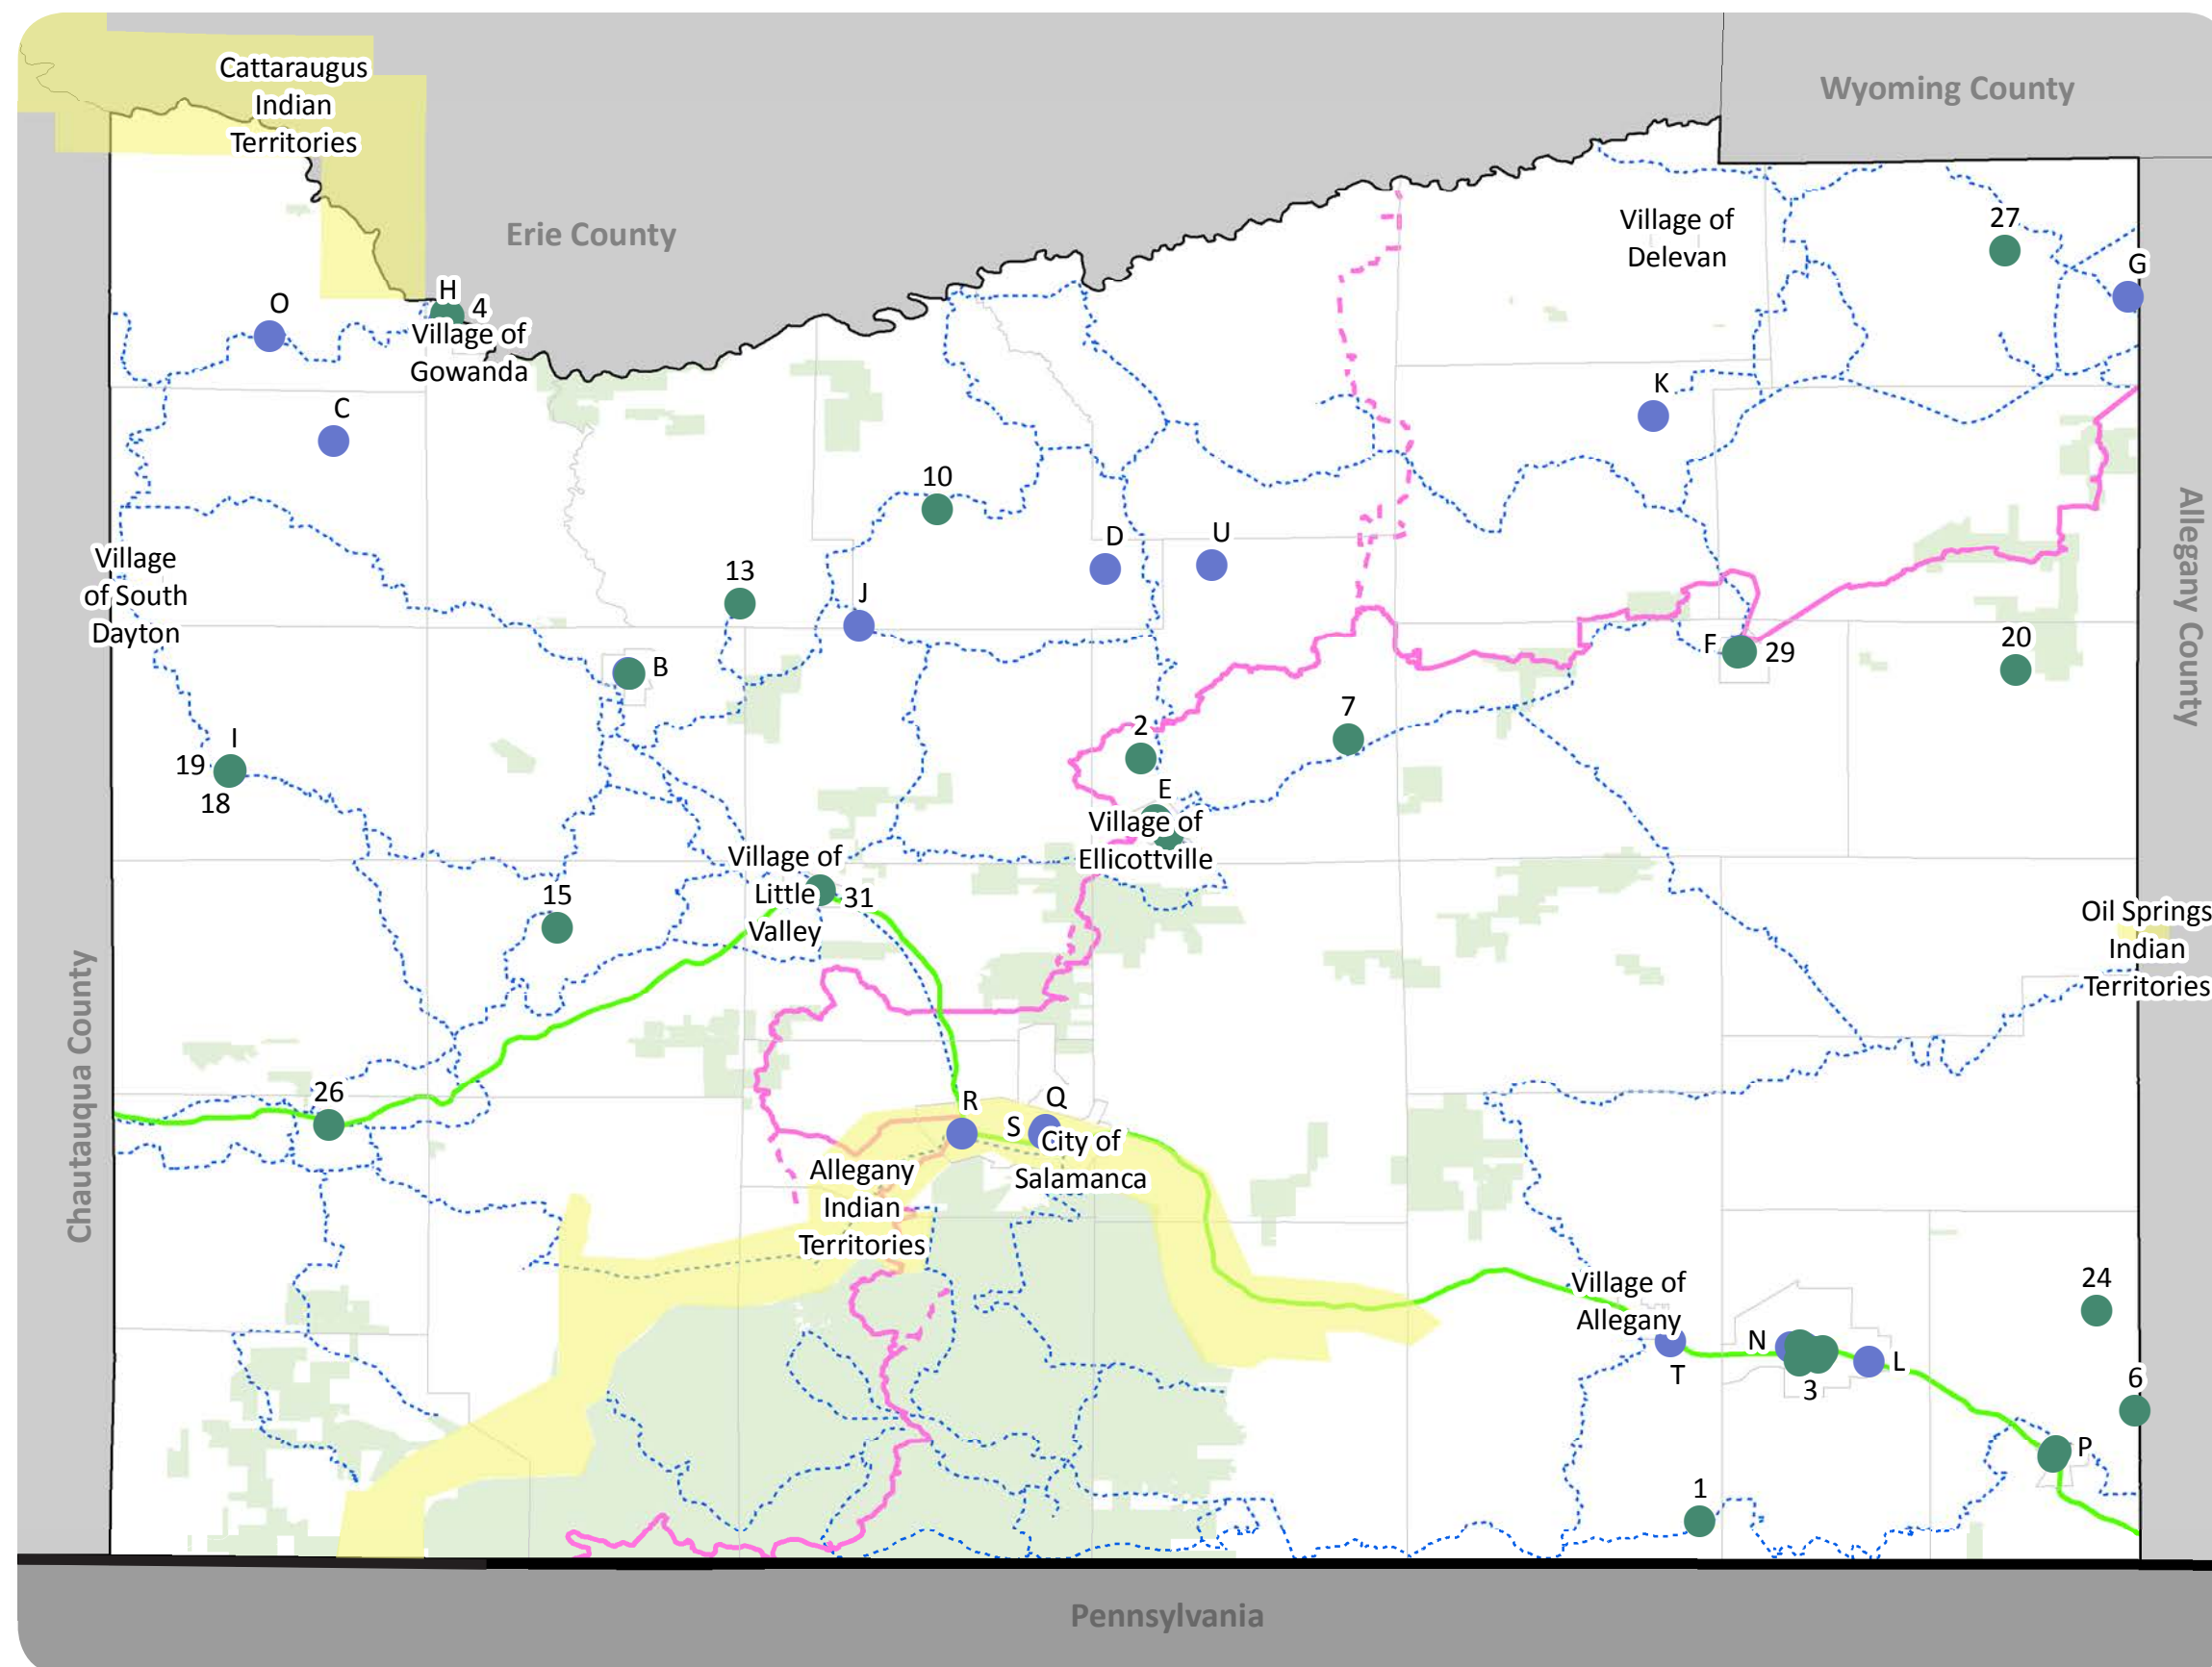 Cattaraugus
Indian
Territories
Wyoming County
Erie County
Village of
Delevan
27
G
H
4
O
Village of
Gowanda
K
C
10
D
U
Village
of South
Dayton
13
J
Allegany County
F
29
20
B
7
2
I
19
18
E
Village of
Ellicottville
Village of
Little
Valley
31
15
Oil Springs
Indian
Territories
Chautauqua County
26
R
Q
S
City of
Salamanca
Allegany
Indian
Territories
Village of
Allegany
24
N
T
L
3
6
P
1
Pennsylvania